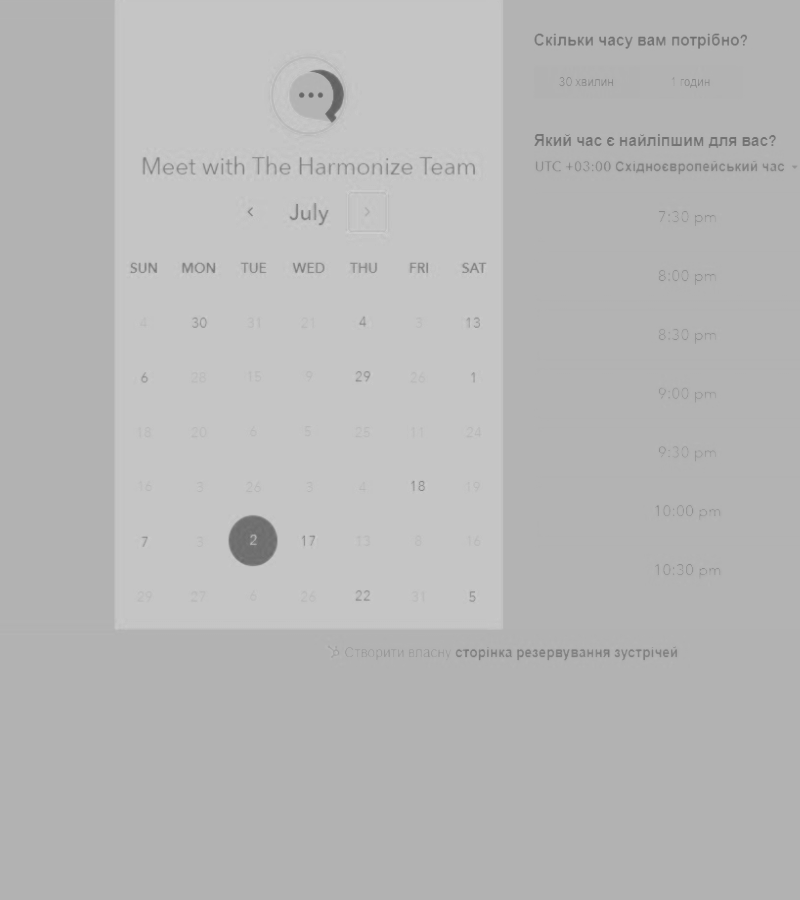 Meet with The Harmonize Team
July
SUN MON TUE WED THU FRI SAT
4 30 31 21 4 3 13
6 28 15 9 29 26 1
18 20 6 5 25 11 24
16 3 26 3 4 18 19
7 3 2 17 13 8 16
29 27 6 26 22 31 5
Скільки часу вам потрібно?
30 хвилин 1 годин
Який час є найліпшим для вас?
UTC +03:00 Східноєвропейський час
7:30 pm
8:00 pm
8:30 pm
9:00 pm
9:30 pm
10:00 pm
10:30 pm
Створити власну сторінка резервування зустрічей